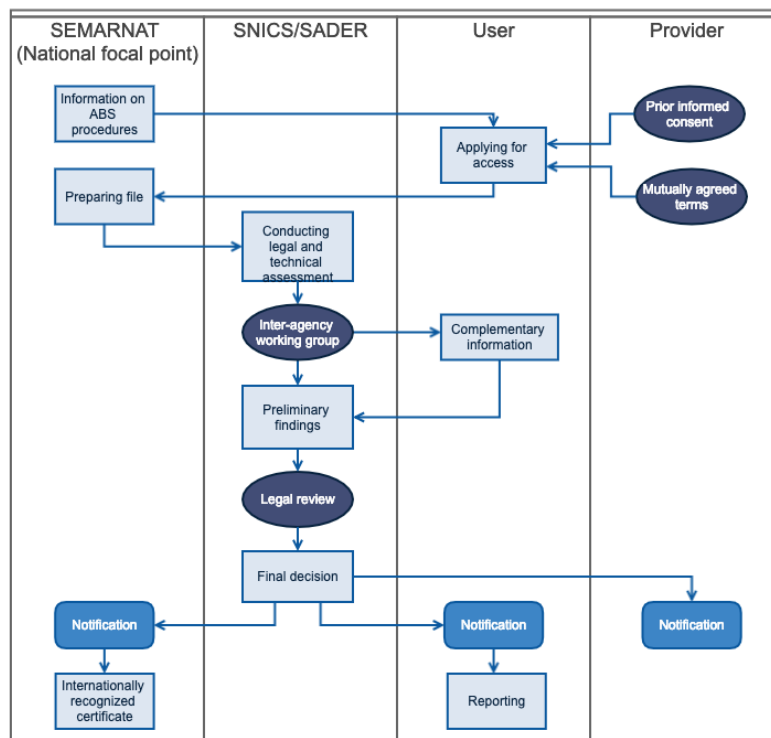 SEMARNAT
(National focal point)
SNICS/SADER
User
Provider
Information on
ABS
procedures
Prior informed
consent
Applying for
access
Mutually agreed
terms
Preparing file
Conducting
legal and
technical
assessment
Inter-agency
working group
Complementary
information
Preliminary
findings
Legal review
Final decision
Notification
Notification
Notification
Internationally
recognized
certificate
Reporting